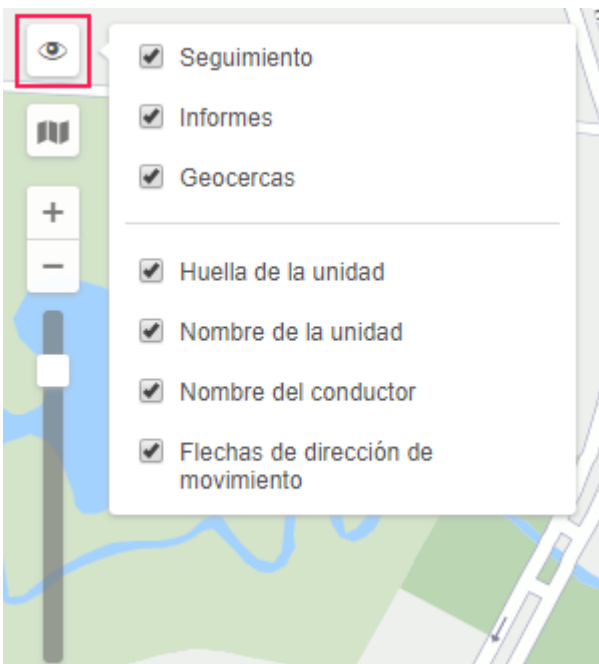 Seguimiento
Informes
Geocercas
Huella de la unidad
Nombre de la unidad
Nombre del conductor
Flechas de dirección de
movimiento